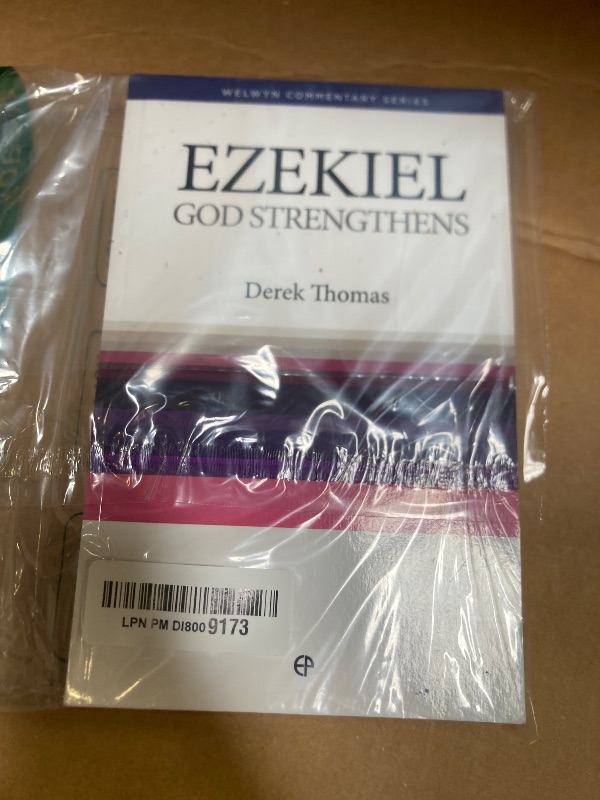 WELWYN COMMENTARY SERIES
EZEKIEL
GOD STRENGTHENS
Derek Thomas
LPN PM DI800 9173
EP